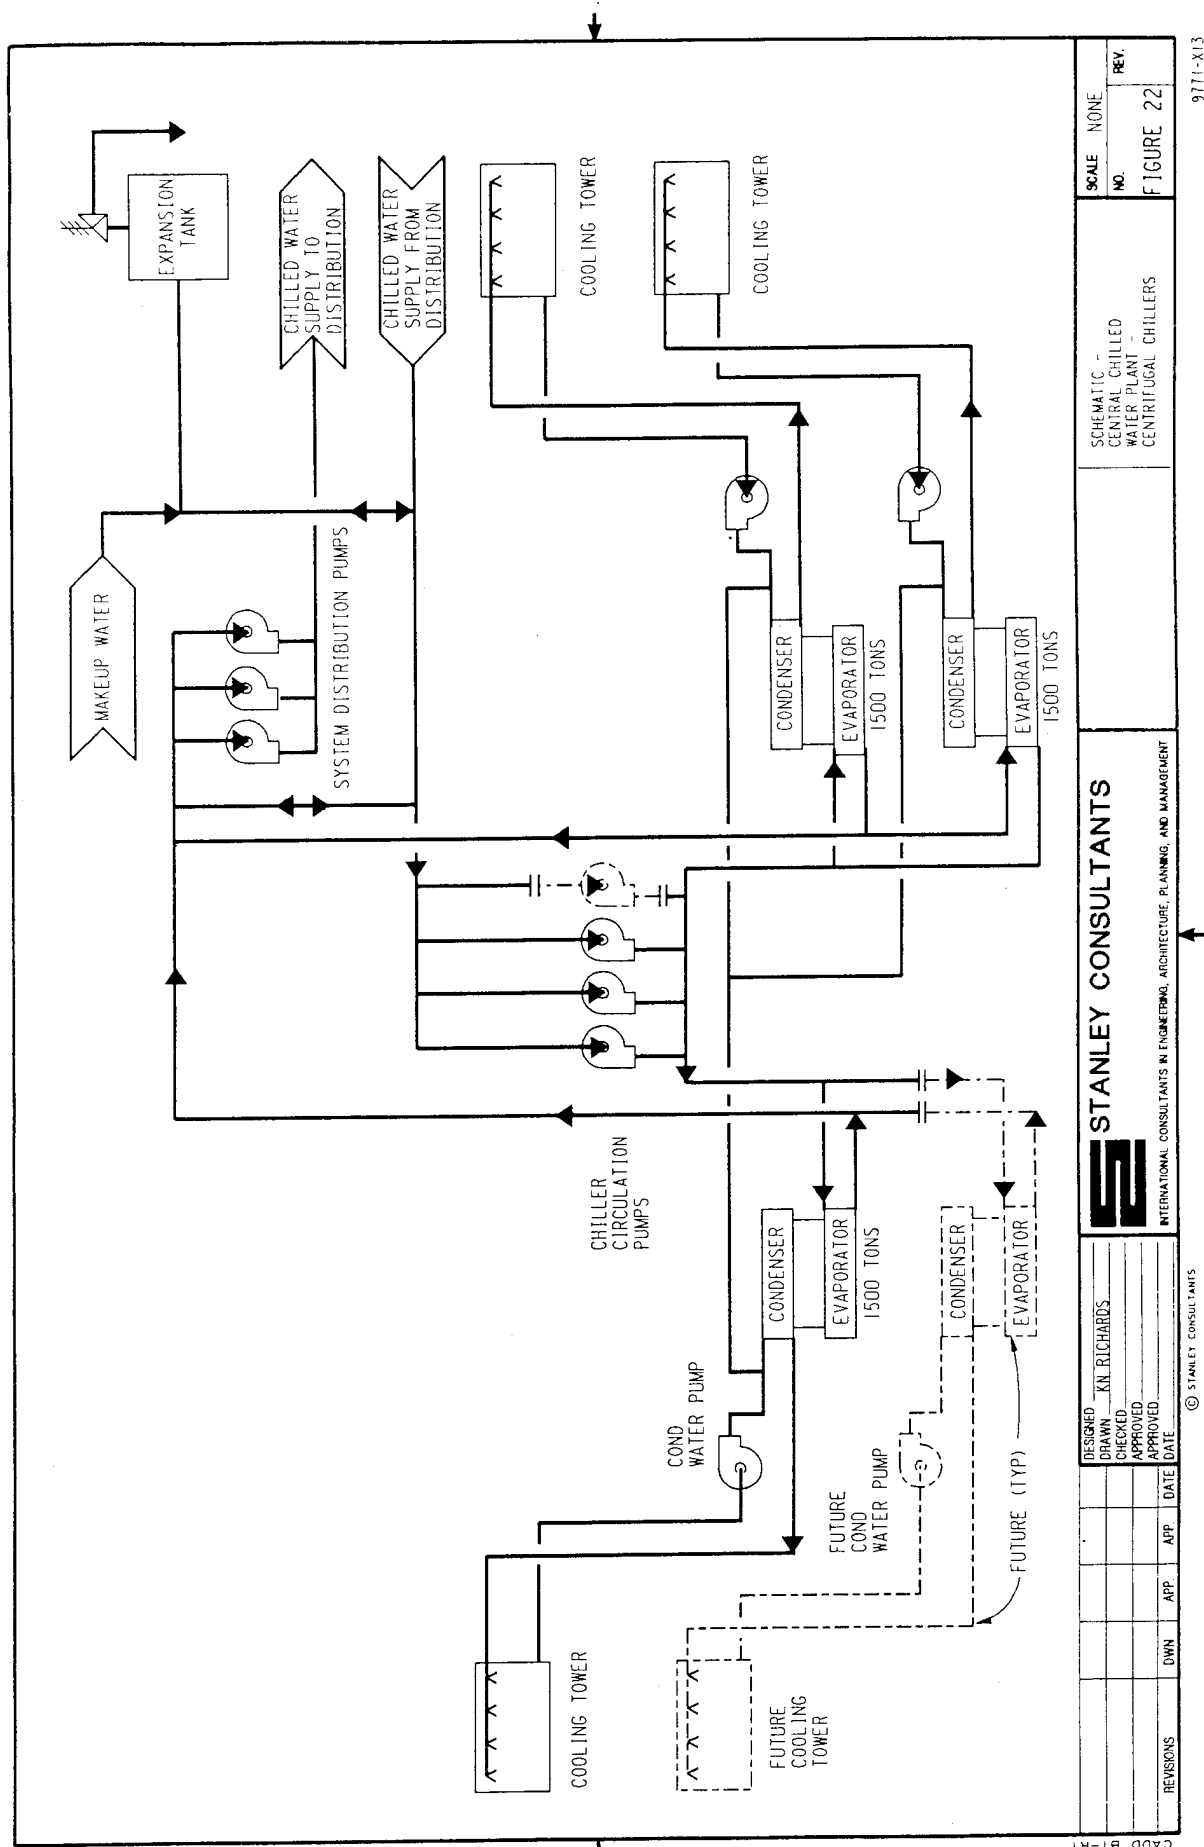 MAKEUP WATER
EXPANSION
TANK
CHILLED WATER
SUPPLY TO
DISTRIBUTION
CHILLED WATER
SUPPLY FROM
DISTRIBUTION
SYSTEM DISTRIBUTION PUMPS
CHILLER
CIRCULATION
PUMPS
COOLING TOWER
COOLING TOWER
COOLING TOWER
FUTURE
COOLING
TOWER
COND
WATER PUMP
FUTURE
COND
WATER PUMP
CONDENSER
EVAPORATOR
1500 TONS
CONDENSER
EVAPORATOR
FUTURE (TYP)
CONDENSER
EVAPORATOR
1500 TONS
CONDENSER
EVAPORATOR
1500 TONS
REVISIONS
DWN
APP.
APP.
DATE
DESIGNED
DRAWN KN RICHARDS
CHECKED
APPROVED
APPROVED
DATE
STANLEY CONSULTANTS
INTERNATIONAL CONSULTANTS IN ENGINEERING, ARCHITECTURE, PLANNING, AND MANAGEMENT
SCHEMATIC -
CENTRAL CHILLED
WATER PLANT -
CENTRIFUGAL CHILLERS
SCALE NONE
NO.
REV.
FIGURE 22
© STANLEY CONSULTANTS
9771-X13